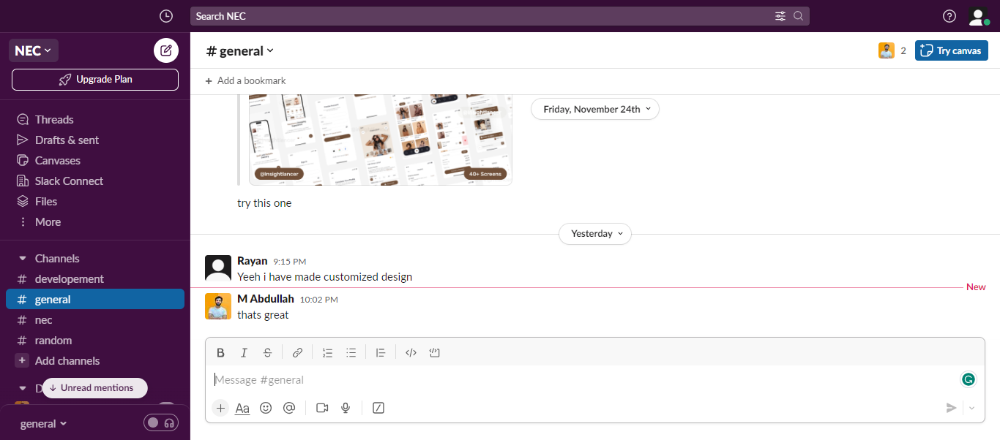 Search NEC
NEC
Upgrade Plan
Threads
Drafts & sent
Canvases
Slack Connect
Files
More
Channels
# developement
# general
# nec
# random
+ Add channels
D
↓ Unread mentions
general
# general
2
Try canvas
+ Add a bookmark
Friday, November 24th
@Insightlancer
40+ Screens
try this one
Yesterday
Rayan 9:15 PM
Yeeh i have made customized design
New
M Abdullah 10:02 PM
thats great
B I S
Message #general
Aa